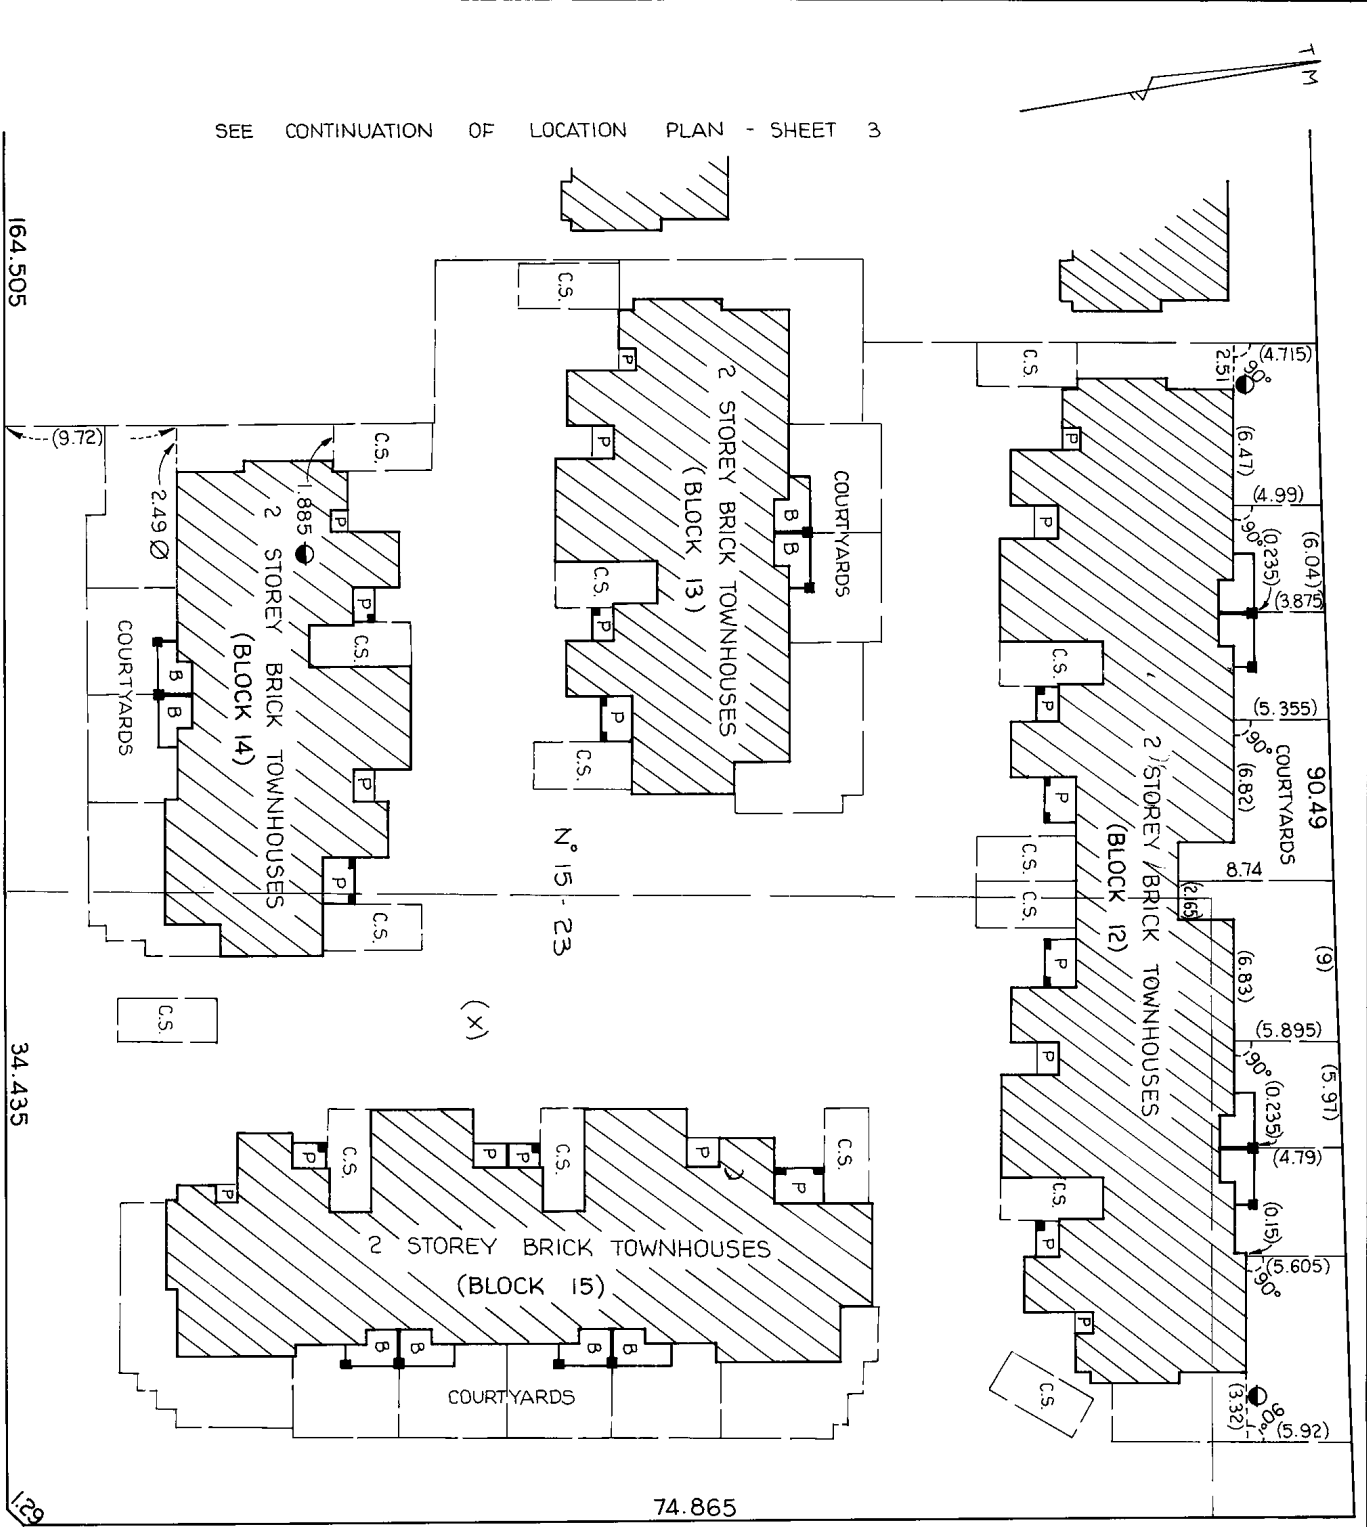 T M
SEE CONTINUATION OF LOCATION PLAN - SHEET 3
164.505
C.S.
C.S.
2.51
90°
(4.715)
P
2 STOREY BRICK TOWNHOUSES
(BLOCK 13)
P
B
B
COURTYARDS
C.S.
P
P
C.S.
(9.72)
C.S.
2.49 Ø
1.885
P
2 STOREY BRICK TOWNHOUSES
(BLOCK 14)
P
C.S.
COURTYARDS
B
B
P
P
C.S.
C.S.
P
P
(6.47)
(4.99)
90°
(0.235)
(6.04)
(3.875)
C.S.
P
(5.355)
90°
(6.82)
COURTYARDS
90.49
2 STOREY BRICK TOWNHOUSES
(BLOCK 12)
P
C.S.
C.S.
8.74
(2.165)
P
(6.83)
(9)
(5.895)
90°
P
(0.235)
(5.97)
(4.79)
C.S.
P
(0.15)
(5.605)
90°
P
C.S.
(3.32)
90°
(5.92)
N° 15 - 23
(X)
34.435
P
C.S.
P
P
C.S.
P
P
C.S.
P
2 STOREY BRICK TOWNHOUSES
(BLOCK 15)
B
B
B
B
COURTYARDS
1.29
74.865